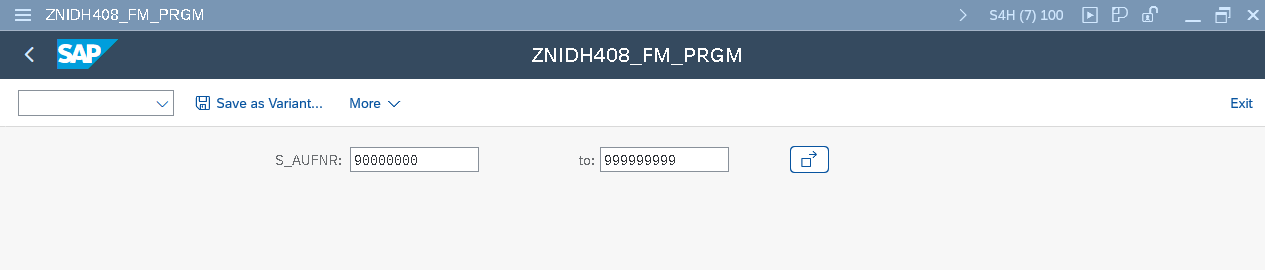 ZNIDH408_FM_PRGM S4H (7) 100
SAP ZNIDH408_FM_PRGM
Save as Variant... More Exit
S_AUFNR: 90000000 to: 999999999